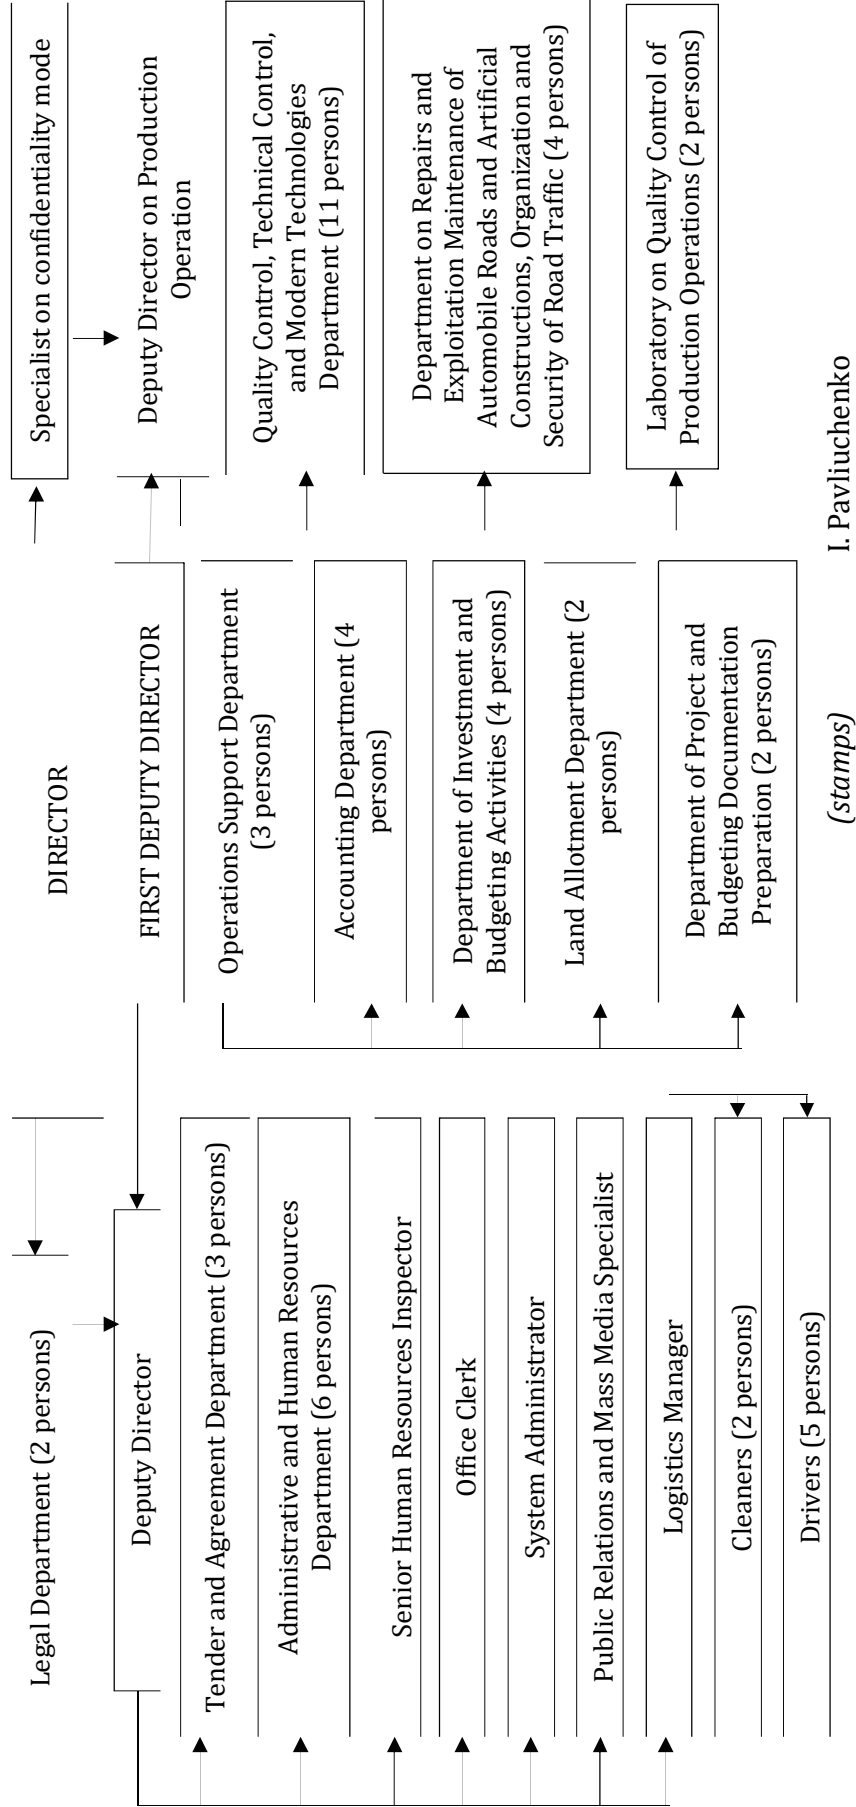 DIRECTOR
Legal Department (2 persons)
Specialist on confidentiality mode
FIRST DEPUTY DIRECTOR
Deputy Director
Deputy Director on Production
Operation
Tender and Agreement Department (3 persons)
Administrative and Human Resources
Department (6 persons)
Senior Human Resources Inspector
Office Clerk
System Administrator
Public Relations and Mass Media Specialist
Logistics Manager
Cleaners (2 persons)
Drivers (5 persons)
Operations Support Department
(3 persons)
Accounting Department (4
persons)
Department of Investment and
Budgeting Activities (4 persons)
Land Allotment Department (2
persons)
Department of Project and
Budgeting Documentation
Preparation (2 persons)
Quality Control, Technical Control,
and Modern Technologies
Department (11 persons)
Department on Repairs and
Exploitation Maintenance of
Automobile Roads and Artificial
Constructions, Organization and
Security of Road Traffic (4 persons)
Laboratory on Quality Control of
Production Operations (2 persons)
(stamps)
I. Pavliuchenko